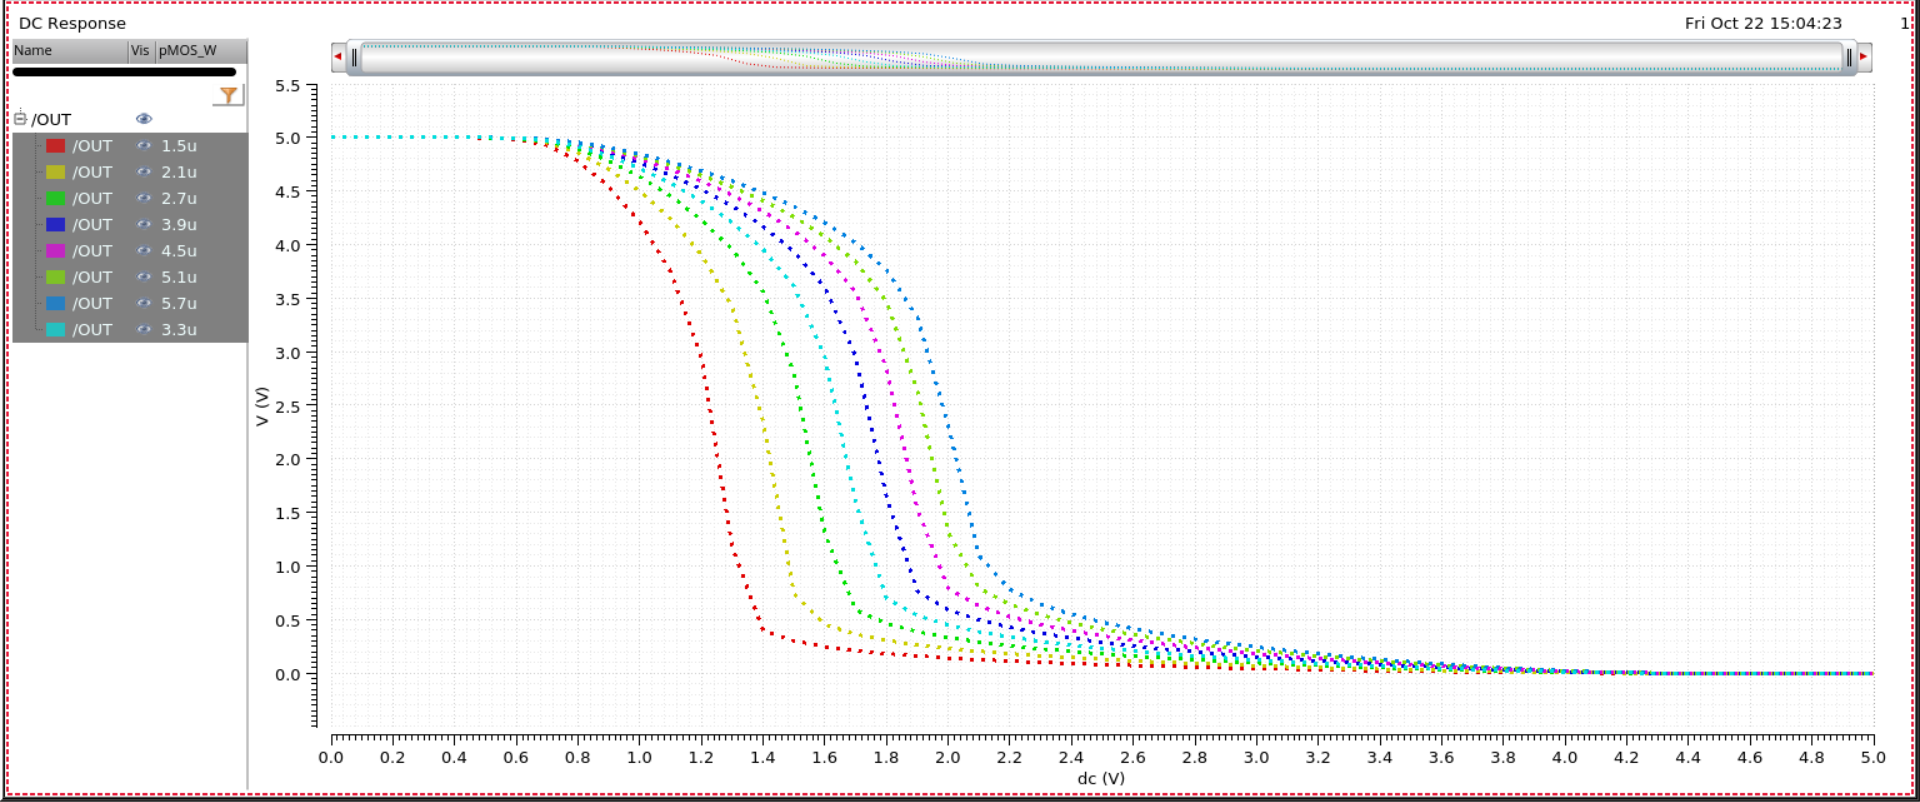 DC Response
Fri Oct 22 15:04:23 1
Name Vis pMOS_W
/OUT
/OUT 1.5u
/OUT 2.1u
/OUT 2.7u
/OUT 3.9u
/OUT 4.5u
/OUT 5.1u
/OUT 5.7u
/OUT 3.3u
5.5
5.0
4.5
4.0
3.5
3.0
2.5
2.0
1.5
1.0
0.5
0.0
V (V)
0.0 0.2 0.4 0.6 0.8 1.0 1.2 1.4 1.6 1.8 2.0 2.2 2.4 2.6 2.8 3.0 3.2 3.4 3.6 3.8 4.0 4.2 4.4 4.6 4.8 5.0
dc (V)